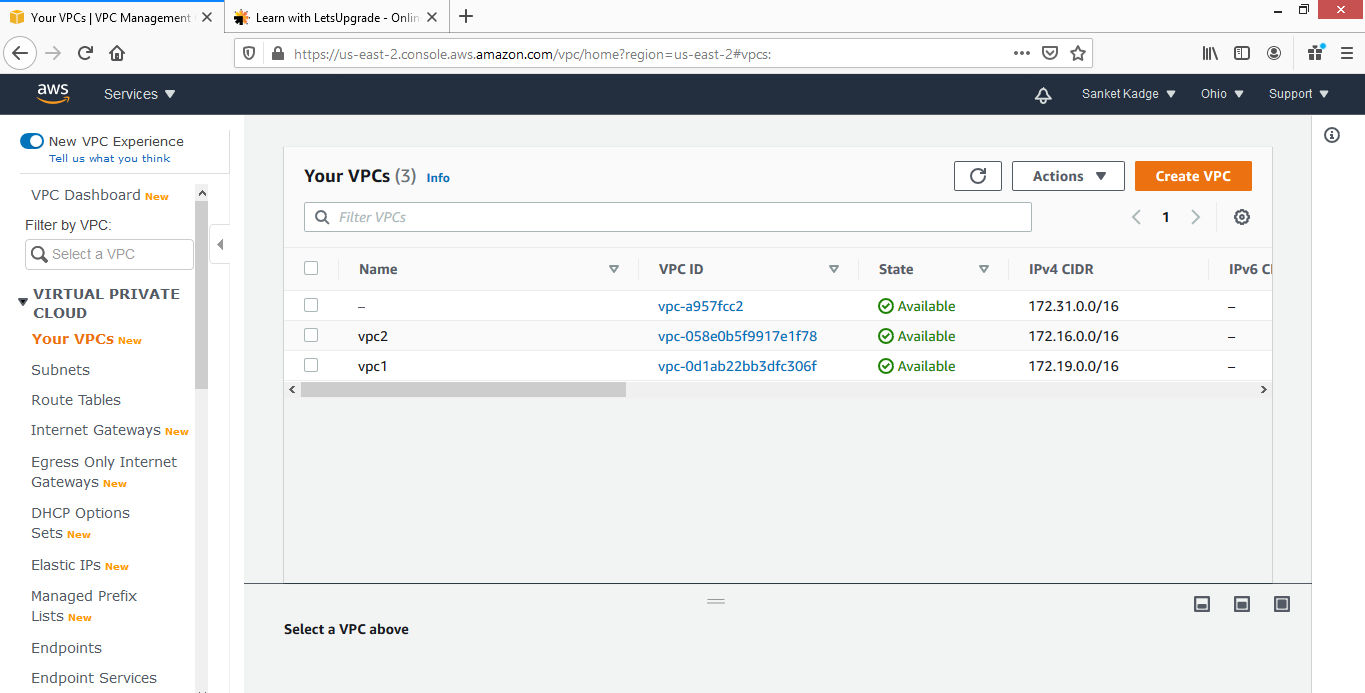 Your VPCs | VPC Management
Learn with LetsUpgrade - Onlin
https://us-east-2.console.aws.amazon.com/vpc/home?region=us-east-2#vpcs:
aws
Services
Sanket Kadge
Ohio
Support
New VPC Experience
Tell us what you think
VPC Dashboard New
Filter by VPC:
Select a VPC
VIRTUAL PRIVATE
CLOUD
Your VPCs New
Subnets
Route Tables
Internet Gateways New
Egress Only Internet
Gateways New
DHCP Options
Sets New
Elastic IPs New
Managed Prefix
Lists New
Endpoints
Endpoint Services
Your VPCs (3) Info
Actions
Create VPC
Filter VPCs
1
Name VPC ID State IPv4 CIDR IPv6 CI
– vpc-a957fcc2 Available 172.31.0.0/16 –
vpc2 vpc-058e0b5f9917e1f78 Available 172.16.0.0/16 –
vpc1 vpc-0d1ab22bb3dfc306f Available 172.19.0.0/16 –
Select a VPC above